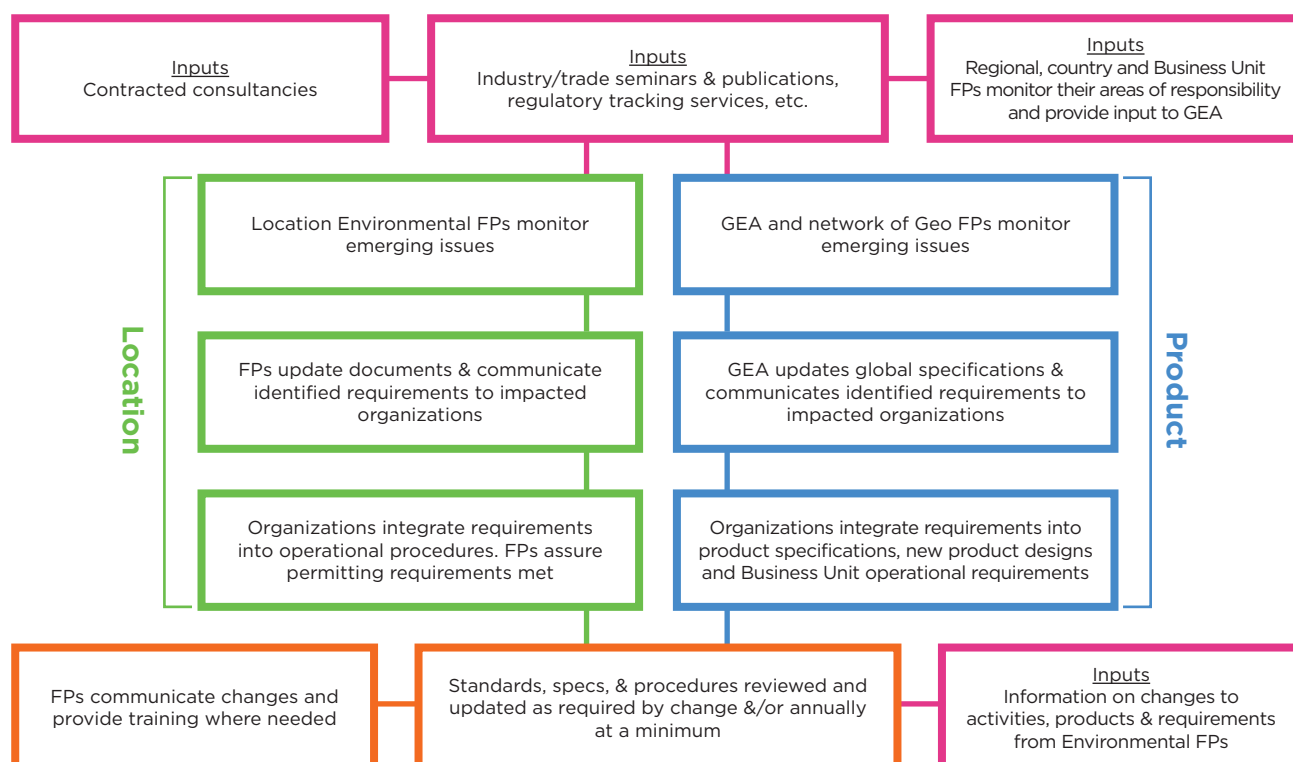 Inputs
Contracted consultancies
Inputs
Industry/trade seminars & publications,
regulatory tracking services, etc.
Inputs
Regional, country and Business Unit
FPs monitor their areas of responsibility
and provide input to GEA
Location
Location Environmental FPs monitor
emerging issues
GEA and network of Geo FPs monitor
emerging issues
Product
FPs update documents & communicate
identified requirements to impacted
organizations
GEA updates global specifications &
communicates identified requirements to
impacted organizations
Organizations integrate requirements
into operational procedures. FPs assure
permitting requirements met
Organizations integrate requirements into
product specifications, new product designs
and Business Unit operational requirements
FPs communicate changes and
provide training where needed
Standards, specs, & procedures reviewed and
updated as required by change &/or annually
at a minimum
Inputs
Information on changes to
activities, products & requirements
from Environmental FPs